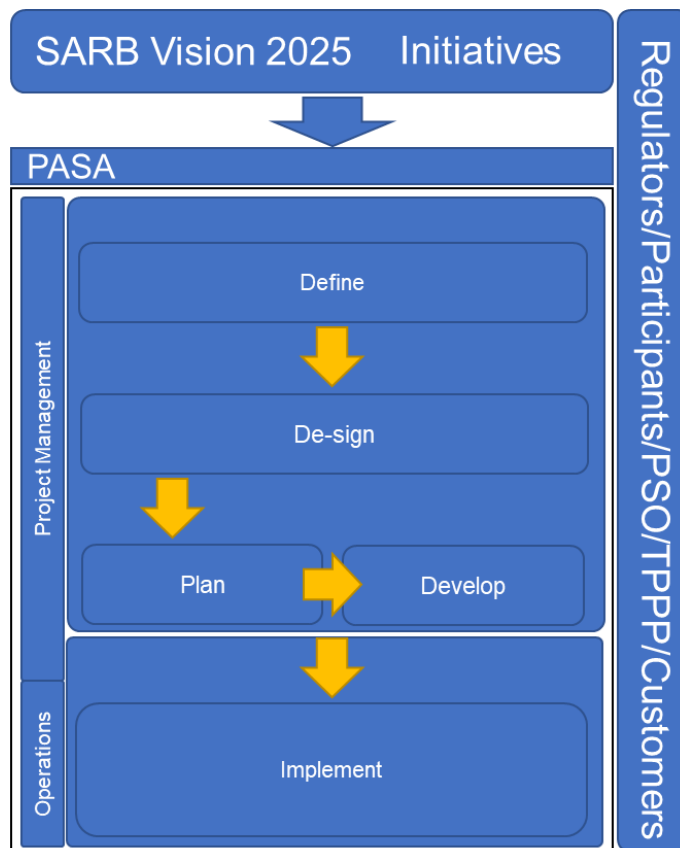 SARB Vision 2025 Initiatives
PASA
Define
De-sign
Plan
Develop
Implement
Project Management
Operations
Regulators/Participants/PSO/TPPP/Customers